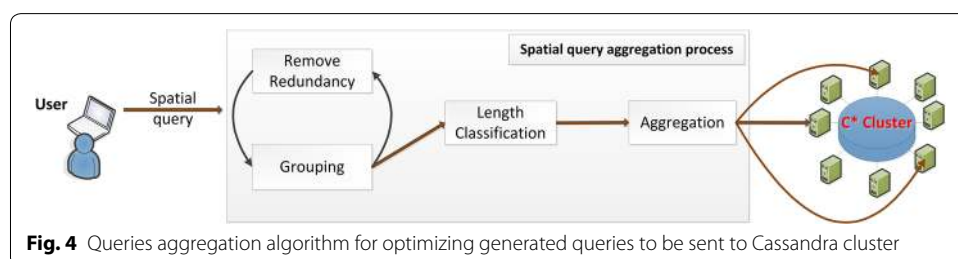 Spatial query aggregation process
Remove
Redundancy
User
Spatial
query
Length
Classification
Aggregation
C* Cluster
Grouping
Fig. 4 Queries aggregation algorithm for optimizing generated queries to be sent to Cassandra cluster